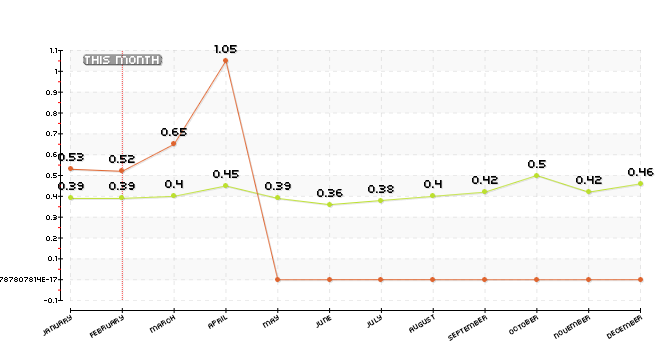 1.05
1.1
THIS MONTH
1
0.9
0.8
0.7
0.65
0.6
0.53
0.52
0.5
0.39
0.39
0.4
0.45
0.39
0.36
0.38
0.4
0.42
0.5
0.42
0.46
0.4
0.3
0.2
0.1
787807814E-17
-0.1
JANUARY
FEBRUARY
MARCH
APRIL
MAY
JUNE
JULY
AUGUST
SEPTEMBER
OCTOBER
NOVEMBER
DECEMBER